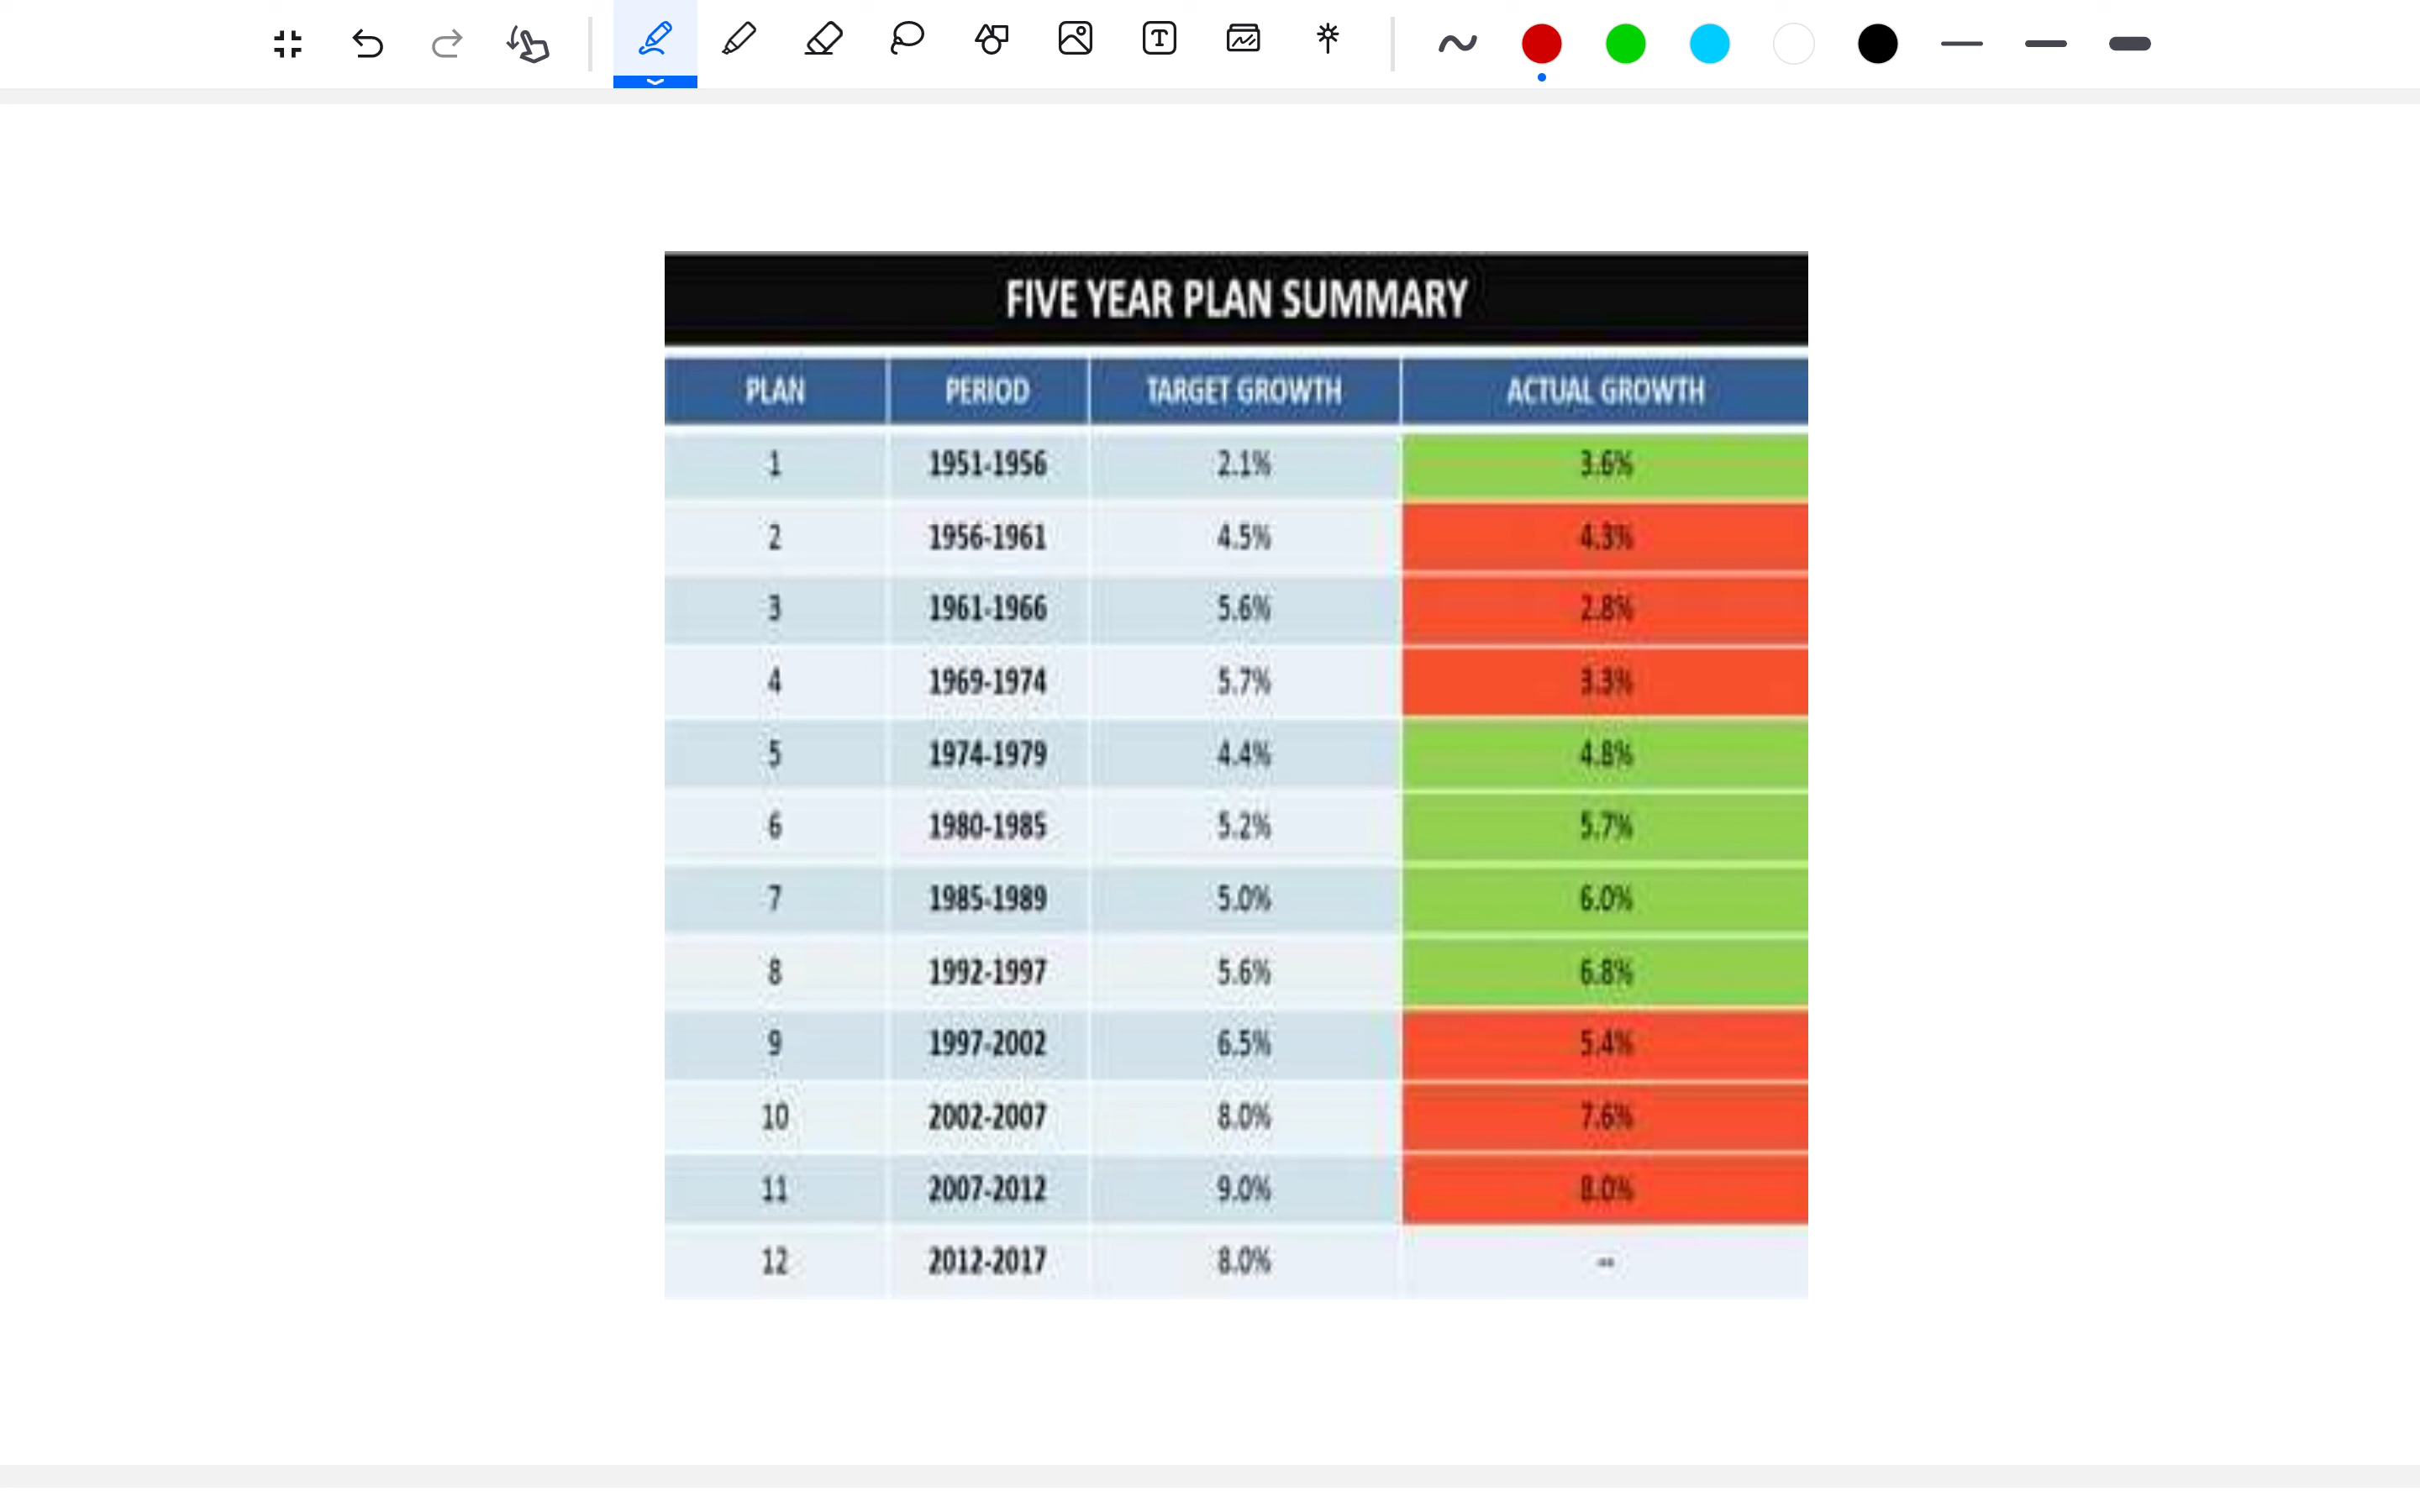 FIVE YEAR PLAN SUMMARY
PLAN PERIOD TARGET GROWTH ACTUAL GROWTH
1 1951-1956 2.1% 3.6%
2 1956-1961 4.5% 4.3%
3 1961-1966 5.6% 2.8%
4 1969-1974 5.7% 3.3%
5 1974-1979 4.4% 4.8%
6 1980-1985 5.2% 5.7%
7 1985-1989 5.0% 6.0%
8 1992-1997 5.6% 6.8%
9 1997-2002 6.5% 5.4%
10 2002-2007 8.0% 7.6%
11 2007-2012 9.0% 8.0%
12 2012-2017 8.0% --